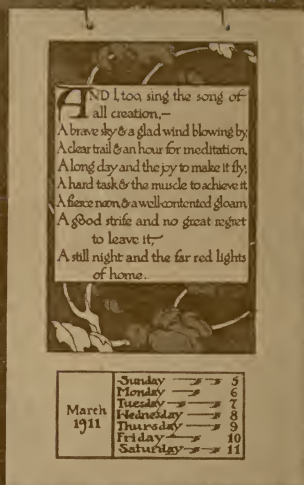 AND I, too, sing the song of
all creation,—
A brave sky & a glad wind blowing by,
A clear trail & an hour for meditation,
A long day and the joy to make it fly,
A hard task & the muscle to achieve it,
A fierce noon & a well-contented gloam,
A good strife and no great regret
to leave it,—
A still night and the far red lights
of home.
March
1911
Sunday 5
Monday 6
Tuesday 7
Wednesday 8
Thursday 9
Friday 10
Saturday 11